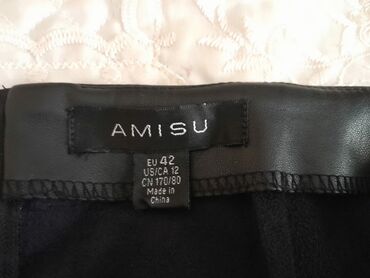 AMISU
EU 42
US/CA 12
CN 170/80
Made in
China